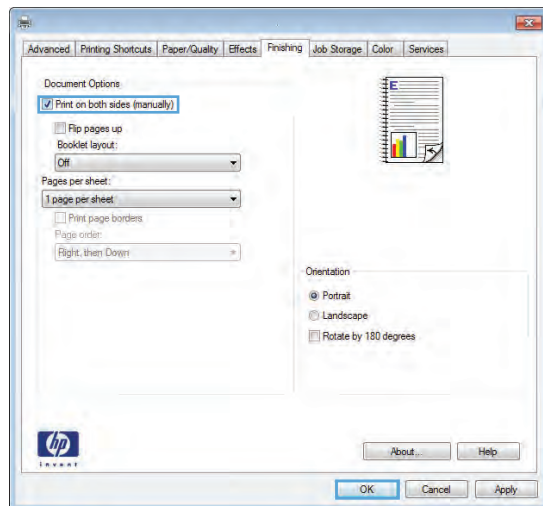 Advanced Printing Shortcuts Paper/Quality Effects Finishing Job Storage Color Services
Document Options
Print on both sides (manually)
Flip pages up
Booklet layout:
Off
Pages per sheet:
1 page per sheet
Print page borders
Page order:
Right, then Down
E
Orientation
Portrait
Landscape
Rotate by 180 degrees
hp
invent
About... Help
OK Cancel Apply